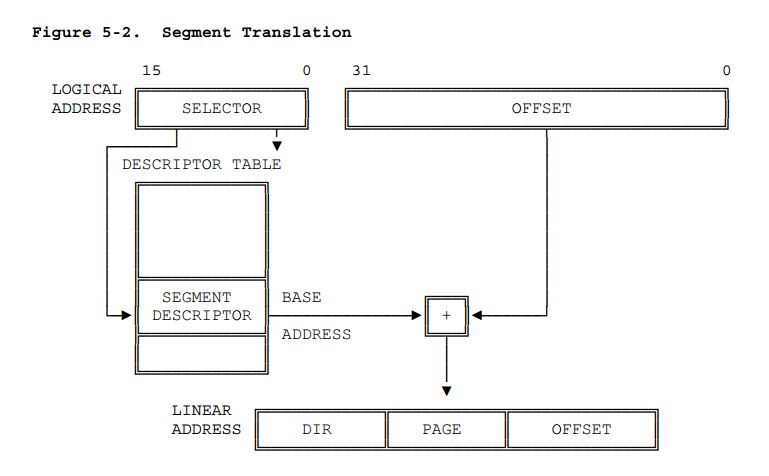 Figure 5-2. Segment Translation
15 0 31 0
LOGICAL
ADDRESS SELECTOR OFFSET
DESCRIPTOR TABLE
SEGMENT BASE
DESCRIPTOR +
ADDRESS
LINEAR
ADDRESS DIR PAGE OFFSET